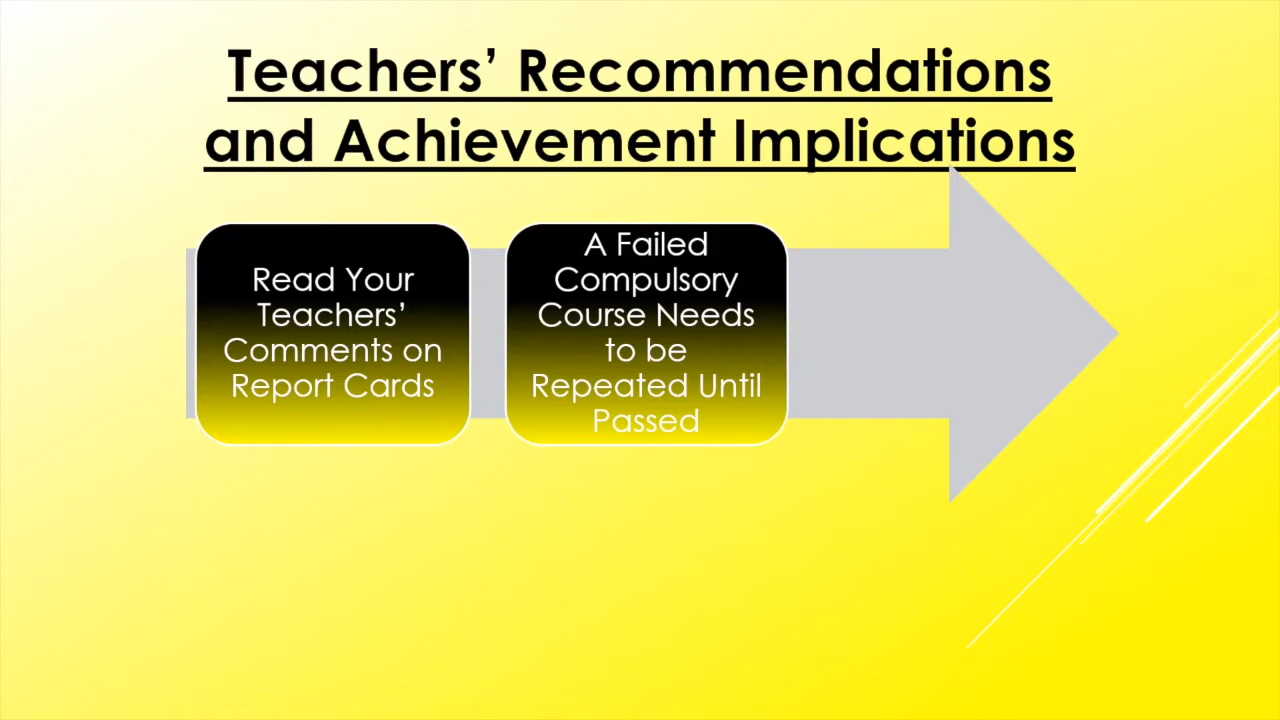 Teachers’ Recommendations
and Achievement Implications
Read Your
Teachers’
Comments on
Report Cards
A Failed
Compulsory
Course Needs
to be
Repeated Until
Passed